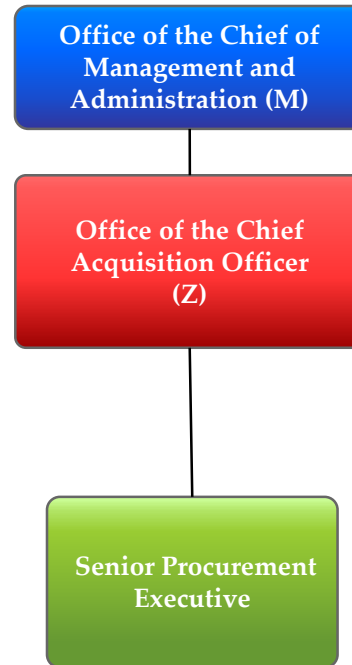 Office of the Chief of
Management and
Administration (M)
Office of the Chief
Acquisition Officer
(Z)
Senior Procurement
Executive